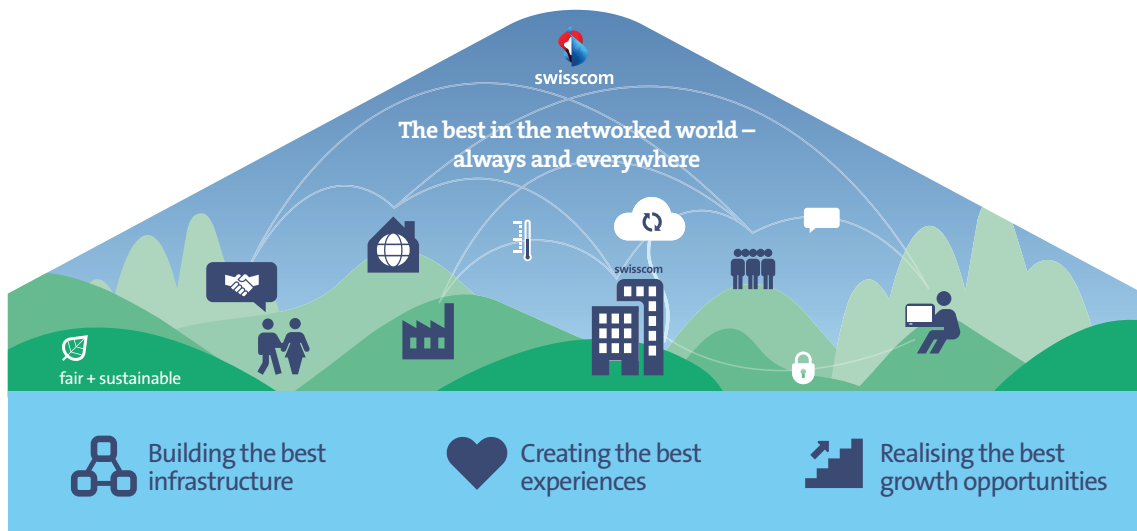 swisscom
The best in the networked world –
always and everywhere
swisscom
fair + sustainable
Building the best
infrastructure
Creating the best
experiences
Realising the best
growth opportunities